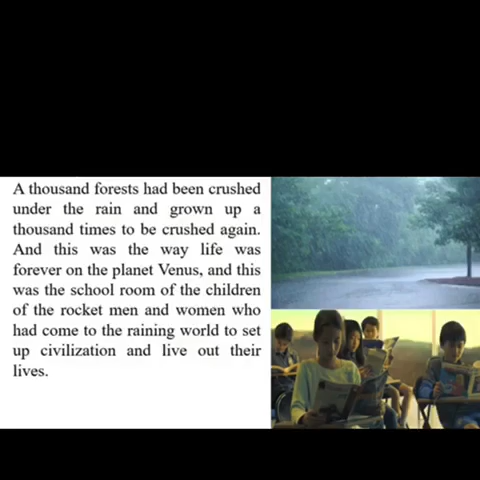 A thousand forests had been crushed
under the rain and grown up a
thousand times to be crushed again.
And this was the way life was
forever on the planet Venus, and this
was the school room of the children
of the rocket men and women who
had come to the raining world to set
up civilization and live out their
lives.